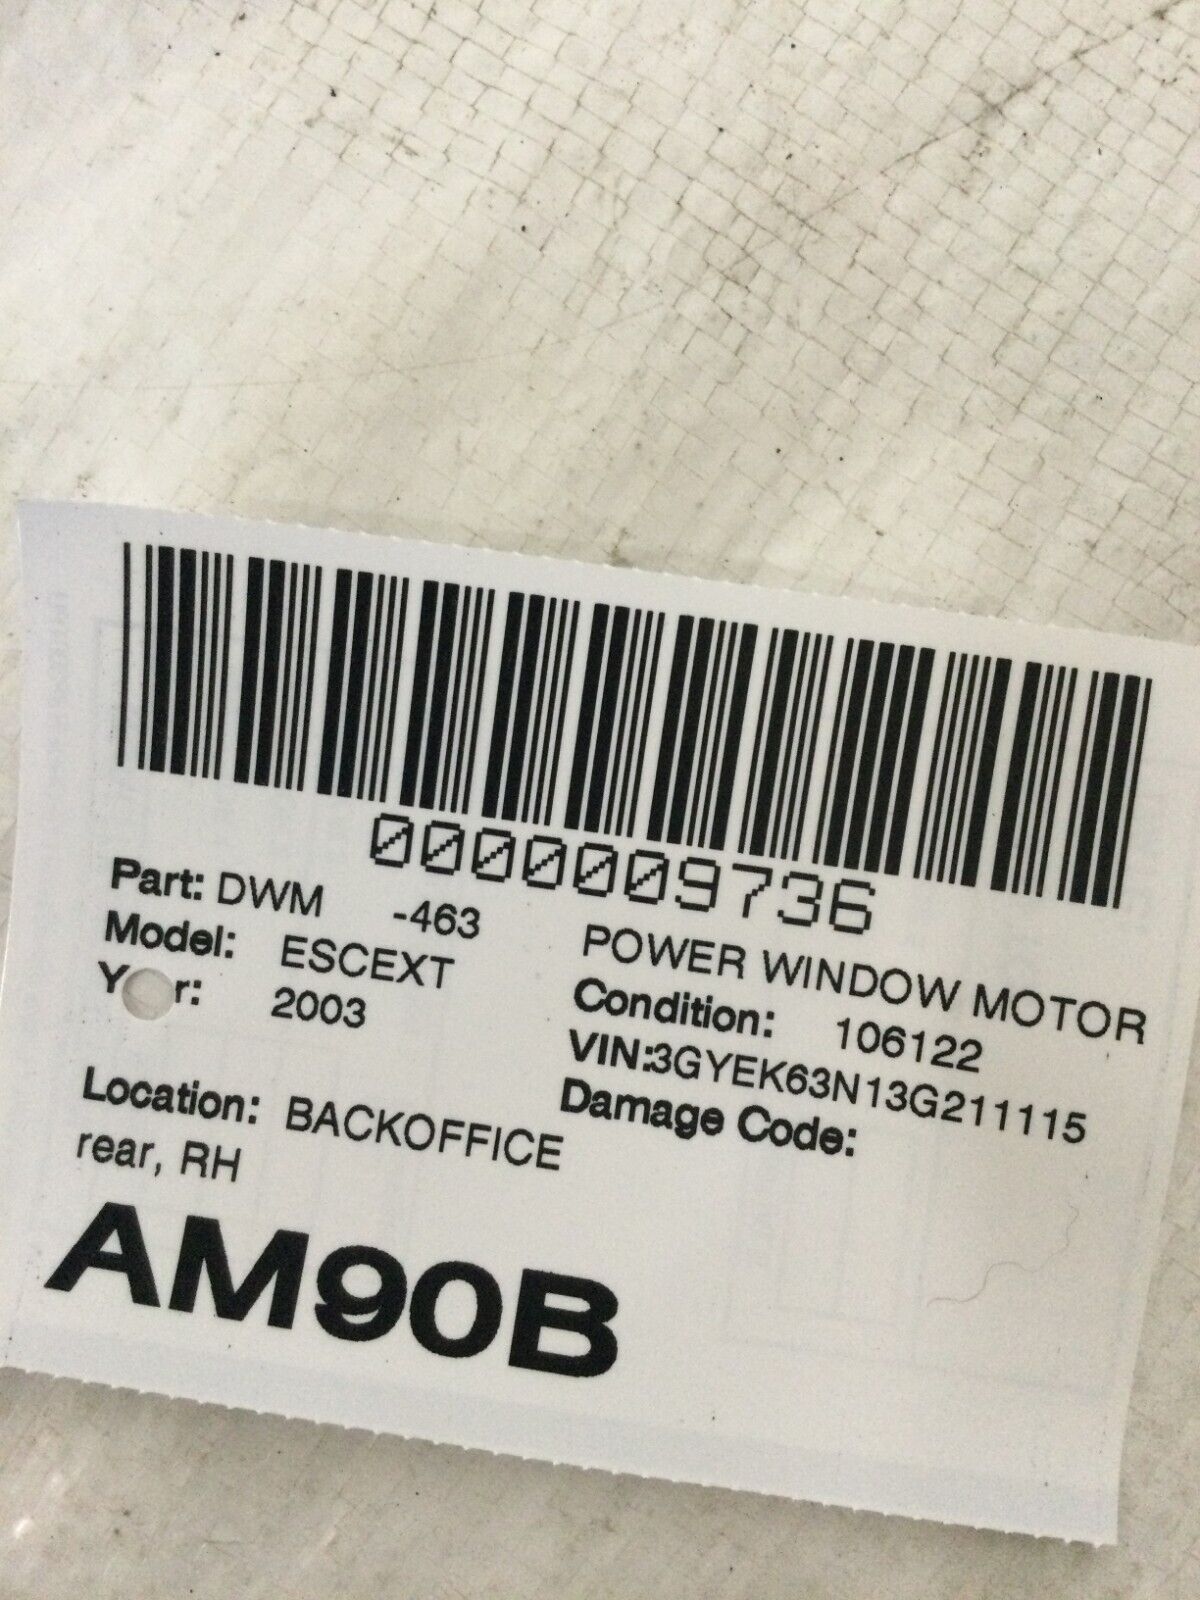 0000009736
Part: DWM -463
POWER WINDOW MOTOR
Model: ESCEXT
Condition: 106122
Y r: 2003
VIN:3GYEK63N13G211115
Damage Code:
Location: BACKOFFICE
rear, RH
AM90B